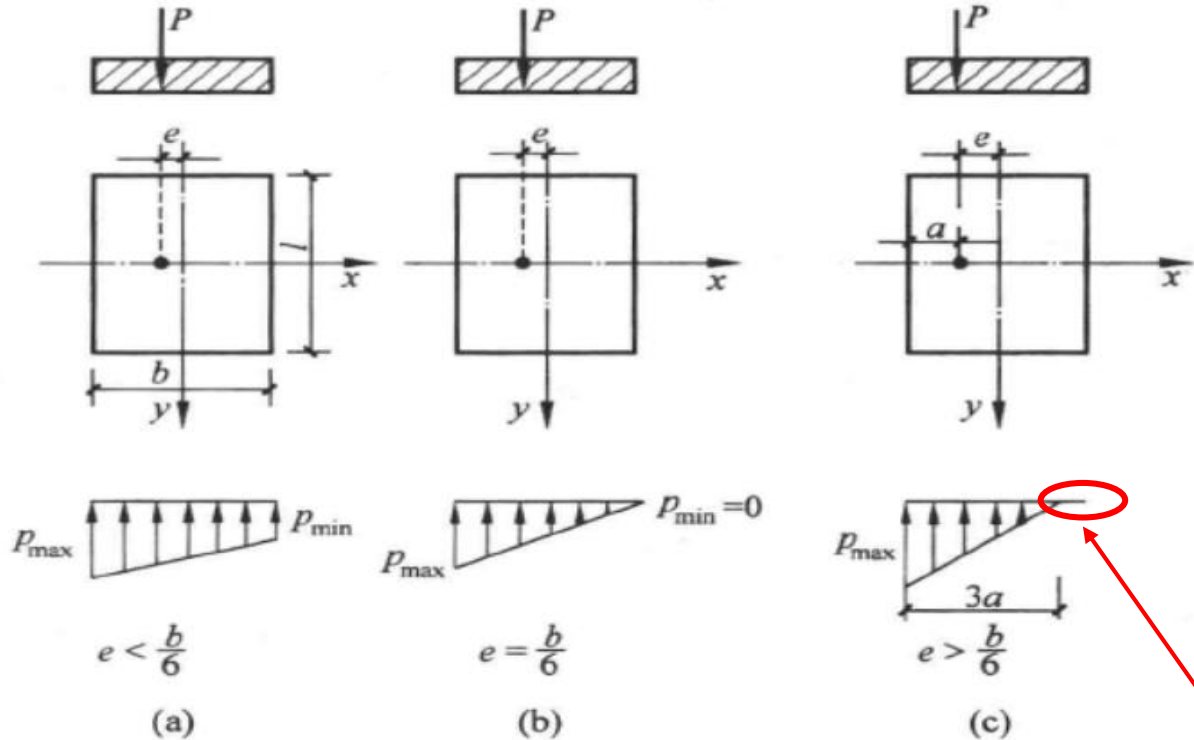 P P P
e e e
l a
x x x
b
y y y
p_max p_min p_max p_min=0 p_max
3a
e < b/6 e = b/6 e > b/6
(a) (b) (c)